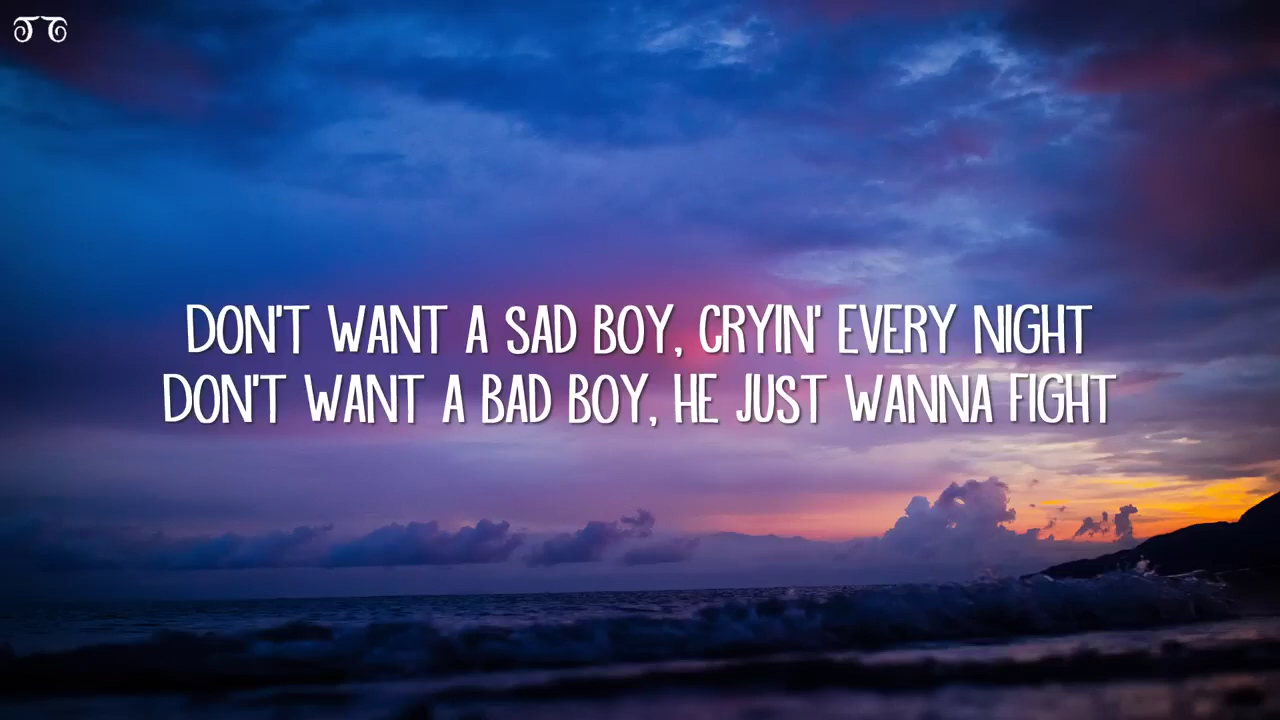 DON'T WANT A SAD BOY, CRYIN' EVERY NIGHT
DON'T WANT A BAD BOY, HE JUST WANNA FIGHT